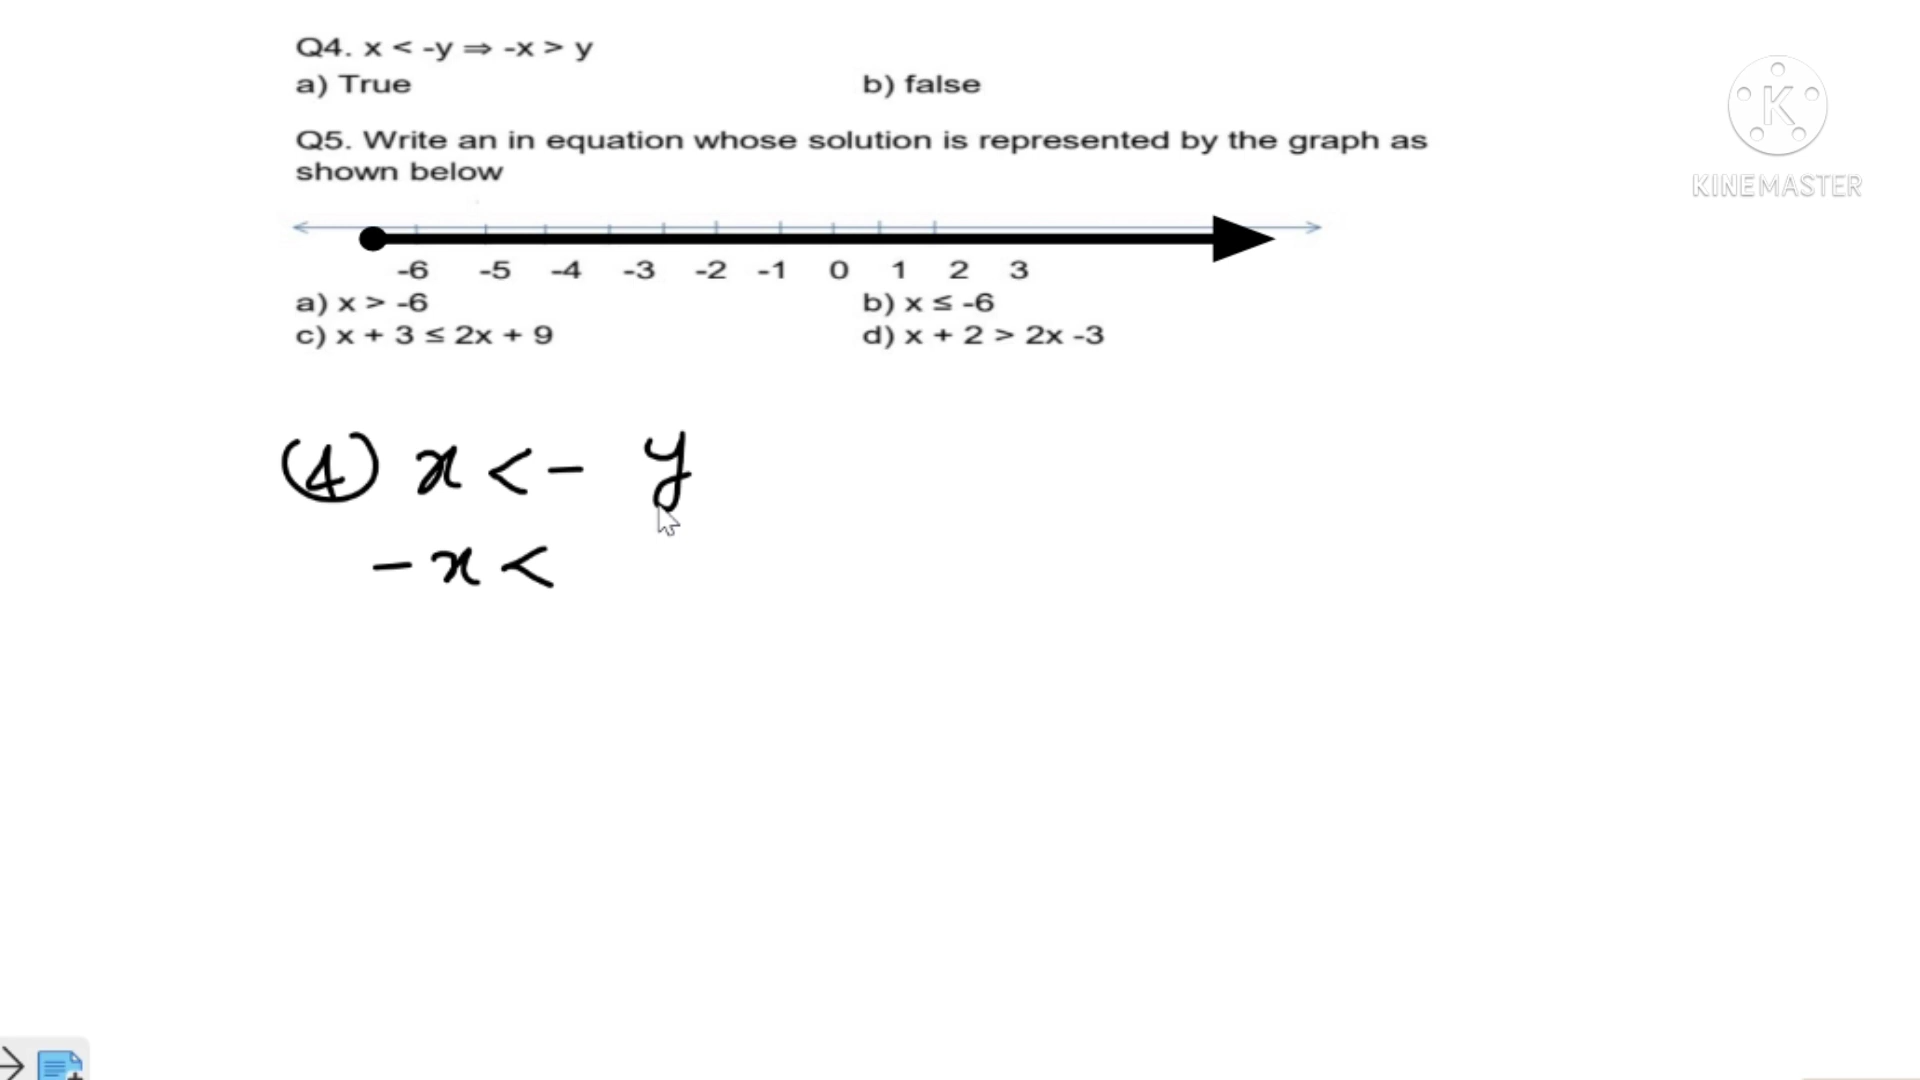 Q4. x < -y ⇒ -x > y
a) True b) false
Q5. Write an in equation whose solution is represented by the graph as
shown below
-6 -5 -4 -3 -2 -1 0 1 2 3
a) x > -6 b) x ≤ -6
c) x + 3 ≤ 2x + 9 d) x + 2 > 2x -3
K
KINEMASTER
④ x < - y
- x <